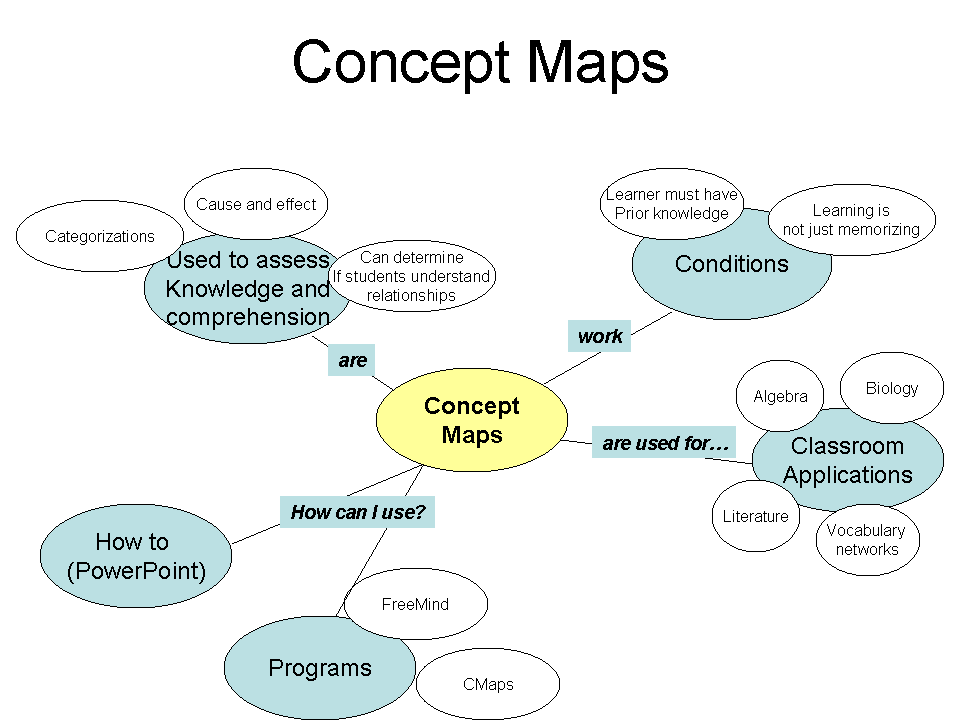 Concept Maps
Cause and effect
Categorizations
Used to assess
Knowledge and
comprehension
Can determine
If students understand
relationships
are
Learner must have
Prior knowledge
Learning is
not just memorizing
Conditions
work
Concept
Maps
are used for…
Algebra
Biology
Classroom
Applications
Literature
Vocabulary
networks
How can I use?
How to
(PowerPoint)
FreeMind
Programs
CMaps